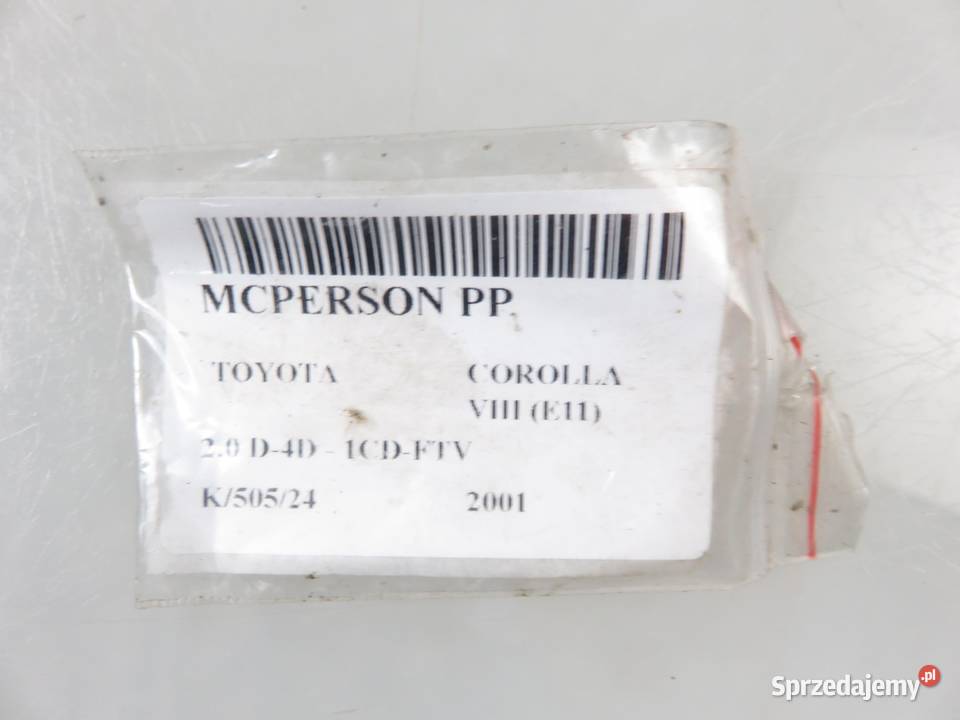 MCPERSON PP
TOYOTA COROLLA
VIII (E11)
2.0 D-4D - 1CD-FTV
K/505/24 2001
Sprzedajemy.pl